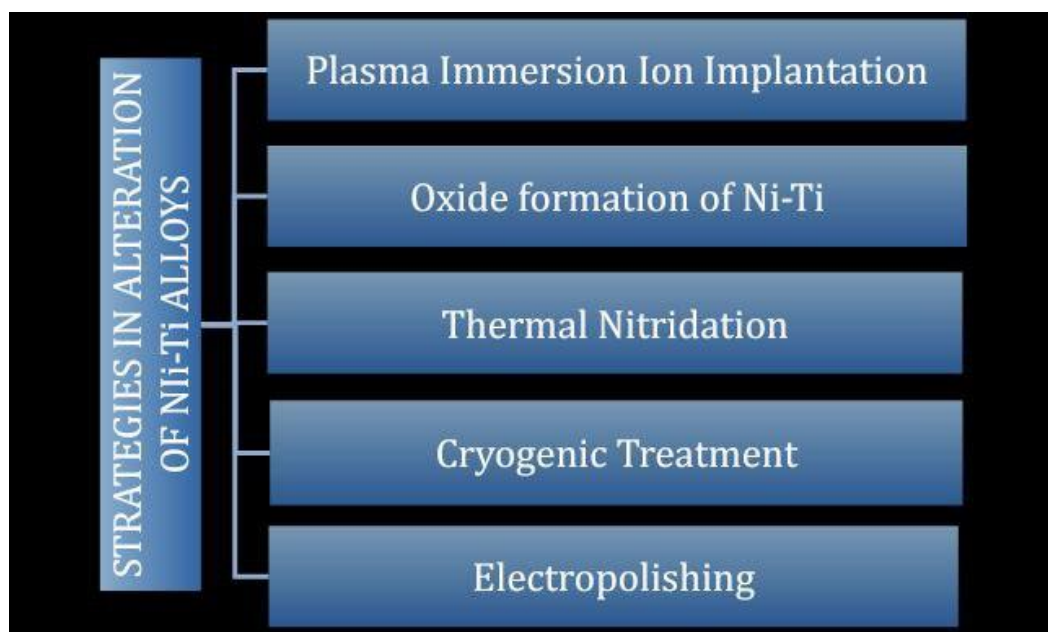 STRATEGIES IN ALTERATION
OF NIi-Ti ALLOYS
Plasma Immersion Ion Implantation
Oxide formation of Ni-Ti
Thermal Nitridation
Cryogenic Treatment
Electropolishing